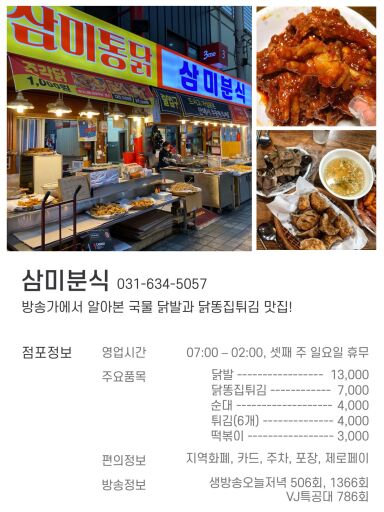 삼미통닭
삼미분식
조각닭
1,000원
삼미분식 031-634-5057
방송가에서 알아본 국물 닭발과 닭똥집튀김 맛집!
점포정보
영업시간 07:00 – 02:00, 셋째 주 일요일 휴무
주요품목 닭발 ----------------- 13,000
닭똥집튀김 ------------ 7,000
순대 ------------------- 4,000
튀김(6개) -------------- 4,000
떡볶이 ----------------- 3,000
편의정보 지역화폐, 카드, 주차, 포장, 제로페이
방송정보 생방송오늘저녁 506회, 1366회
VJ특공대 786회